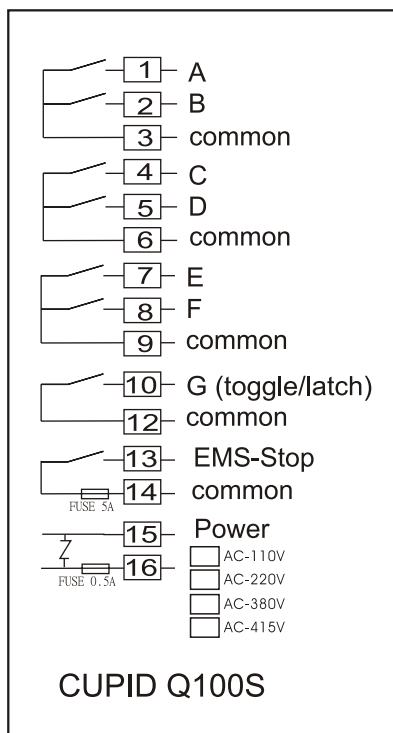 1 A
2 B
3 common
4 C
5 D
6 common
7 E
8 F
9 common
10 G (toggle/latch)
12 common
13 EMS-Stop
14 common
FUSE 5A
15 Power
16
FUSE 0.5A
AC-110V
AC-220V
AC-380V
AC-415V
CUPID Q100S